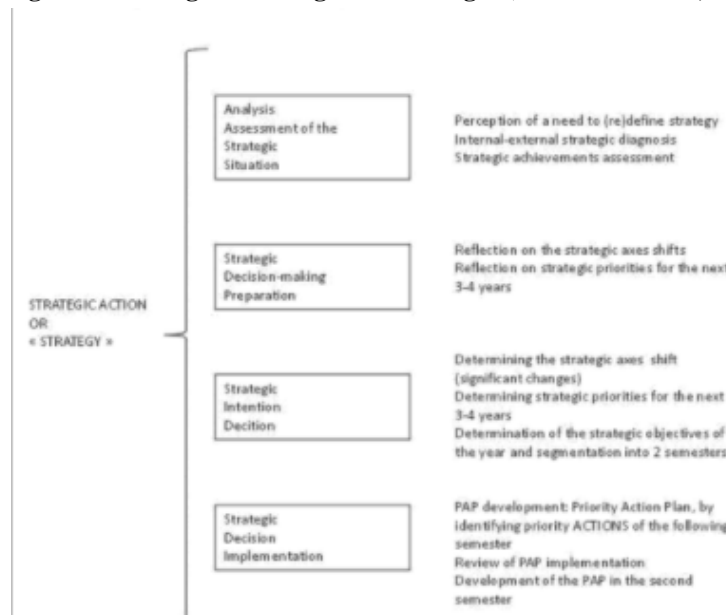 STRATEGIC ACTION
OR
« STRATEGY »
Analysis
Assessment of the
Strategic
Situation
Perception of a need to (re)define strategy
Internal-external strategic diagnosis
Strategic achievements assessment
Strategic
Decision-making
Preparation
Reflection on the strategic axes shifts
Reflection on strategic priorities for the next
3-4 years
Strategic
Intention
Decition
Determining the strategic axes shift
(significant changes)
Determining strategic priorities for the next
3-4 years
Determination of the strategic objectives of
the year and segmentation into 2 semesters
Strategic
Decision
Implementation
PAP development: Priority Action Plan, by
identifying priority ACTIONS of the following
semester
Review of PAP implementation
Development of the PAP in the second
semester